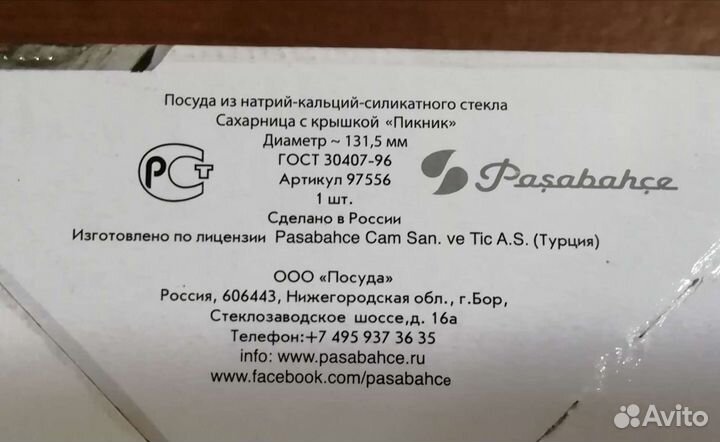 Посуда из натрий-кальций-силикатного стекла
Сахарница с крышкой «Пикник»
Диаметр ~ 131,5 мм
ГОСТ 30407-96
Артикул 97556
1 шт.
Сделано в России
Изготовлено по лицензии Pasabahce Cam San. ve Tic A.S. (Турция)
РСТ
Paşabahçe
ООО «Посуда»
Россия, 606443, Нижегородская обл., г.Бор,
Стеклозаводское шоссе,д. 16а
Телефон:+7 495 937 36 35
info: www.pasabahce.ru
www.facebook.com/pasabahce
Avito